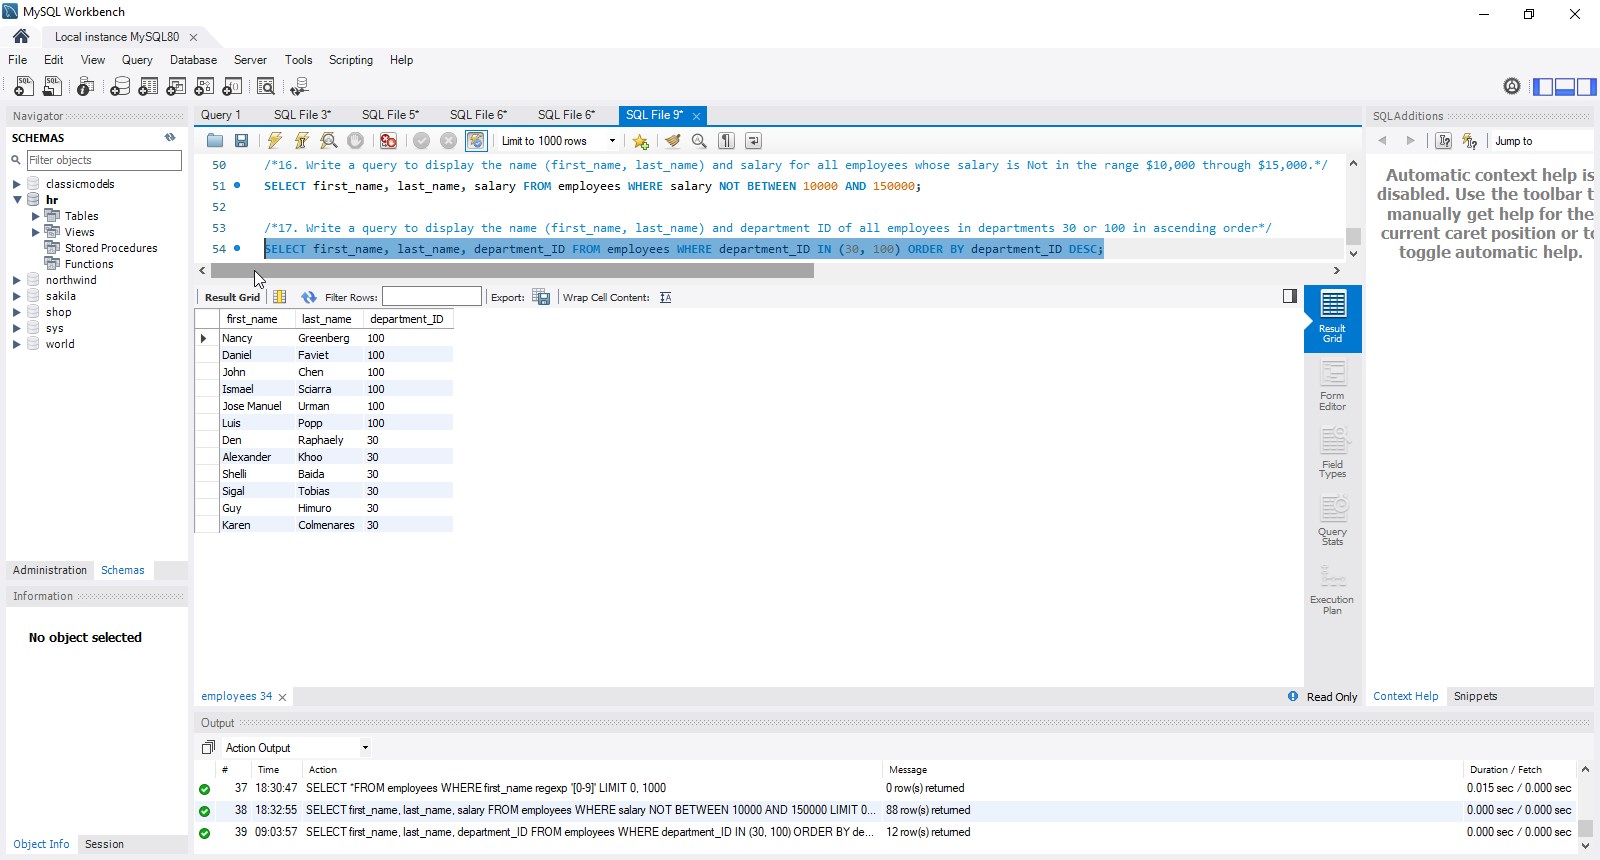 MySQL Workbench
Local instance MySQL80
File Edit View Query Database Server Tools Scripting Help
Navigator
SCHEMAS
Filter objects
classicmodels
hr
Tables
Views
Stored Procedures
Functions
northwind
sakila
shop
sys
world
Administration Schemas
Information
No object selected
Object Info Session
Query 1 SQL File 3* SQL File 5* SQL File 6* SQL File 6* SQL File 9*
Limit to 1000 rows
50 /*16. Write a query to display the name (first_name, last_name) and salary for all employees whose salary is Not in the range $10,000 through $15,000.*/
51 SELECT first_name, last_name, salary FROM employees WHERE salary NOT BETWEEN 10000 AND 150000;
52
53 /*17. Write a query to display the name (first_name, last_name) and department ID of all employees in departments 30 or 100 in ascending order*/
54 SELECT first_name, last_name, department_ID FROM employees WHERE department_ID IN (30, 100) ORDER BY department_ID DESC;
Result Grid Filter Rows: Export: Wrap Cell Content:
first_name last_name department_ID
Nancy Greenberg 100
Daniel Faviet 100
John Chen 100
Ismael Sciarra 100
Jose Manuel Urman 100
Luis Popp 100
Den Raphaely 30
Alexander Khoo 30
Shelli Baida 30
Sigal Tobias 30
Guy Himuro 30
Karen Colmenares 30
Result
Grid
Form
Editor
Field
Types
Query
Stats
Execution
Plan
employees 34
Read Only
SQLAdditions
Jump to
Automatic context help is
disabled. Use the toolbar t
manually get help for the
current caret position or to
toggle automatic help.
Context Help Snippets
Output
Action Output
# Time Action Message Duration / Fetch
37 18:30:47 SELECT *FROM employees WHERE first_name regexp '[0-9]' LIMIT 0, 1000 0 row(s) returned 0.015 sec / 0.000 sec
38 18:32:55 SELECT first_name, last_name, salary FROM employees WHERE salary NOT BETWEEN 10000 AND 150000 LIMIT 0... 88 row(s) returned 0.000 sec / 0.000 sec
39 09:03:57 SELECT first_name, last_name, department_ID FROM employees WHERE department_ID IN (30, 100) ORDER BY de... 12 row(s) returned 0.000 sec / 0.000 sec